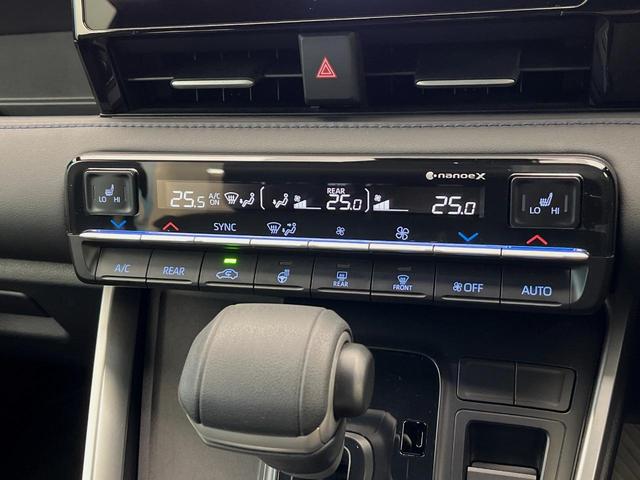 nanoeX
LO HI
25.5 A/C ON REAR 25.0 25.0
LO HI
SYNC
A/C REAR REAR FRONT OFF AUTO